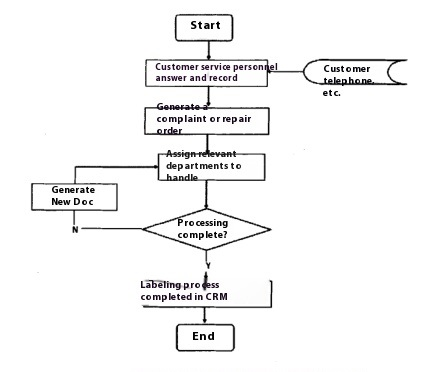 Start
Customer service personnel
answer and record
Customer
telephone,
etc.
Generate a
complaint or repair
order
Assign relevant
departments to
handle
Generate
New Doc
Processing
complete?
N
Y
Labeling process
completed in CRM
End